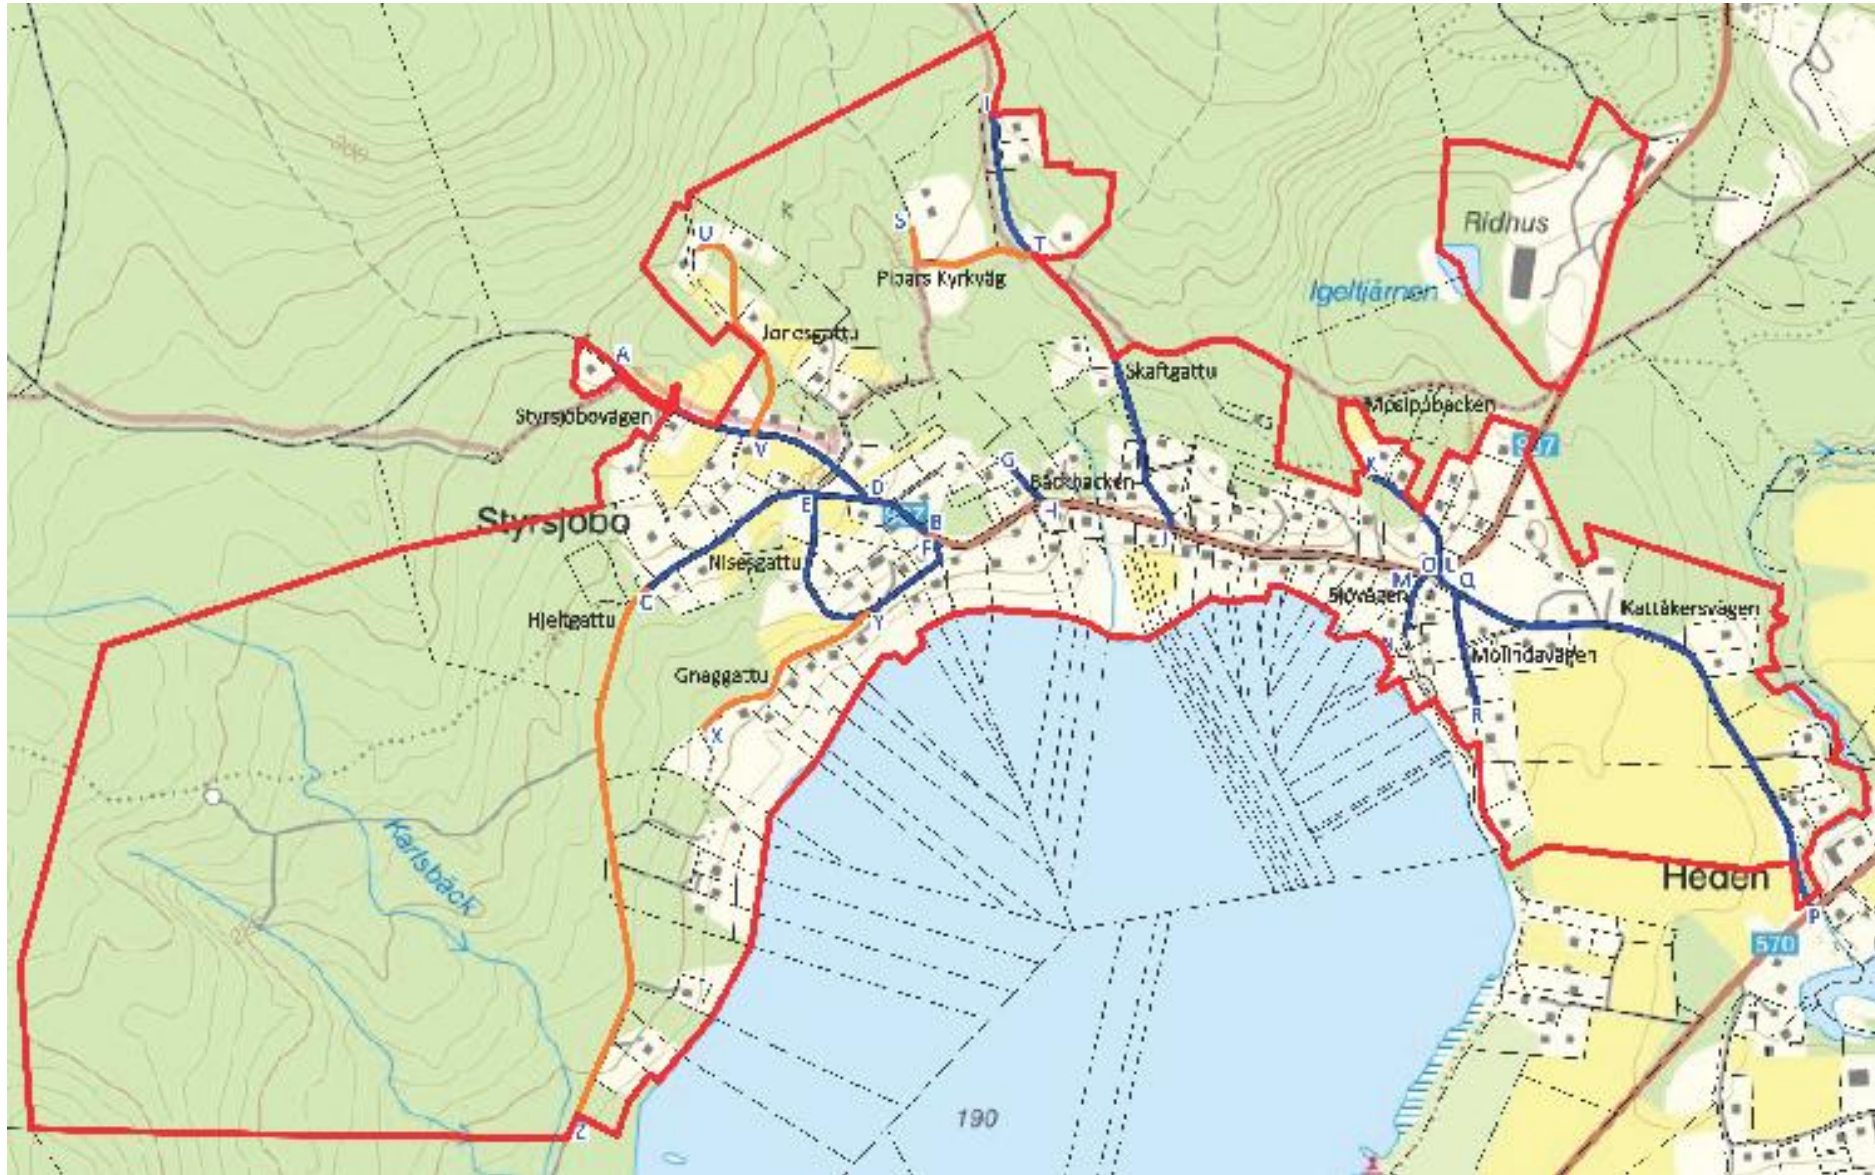 I
Ridhus
K
S
U
T
Pipars Kyrkväg
Igeltjärnen
Jonesgattu
A
Skaftgattu
Styrsjöbovägen
Mosipobacken
V
937
G
K
Bäckbacken
D
E
H
B
Styrsjöbo
F
J
Nisesgattu
O
L
M
Q
C
Sjövägen
Kattåkersvägen
Hjeltgattu
Y
N
Molindavägen
Gnaggattu
R
X
Karlsbäck
Heden
P
570
190
Z